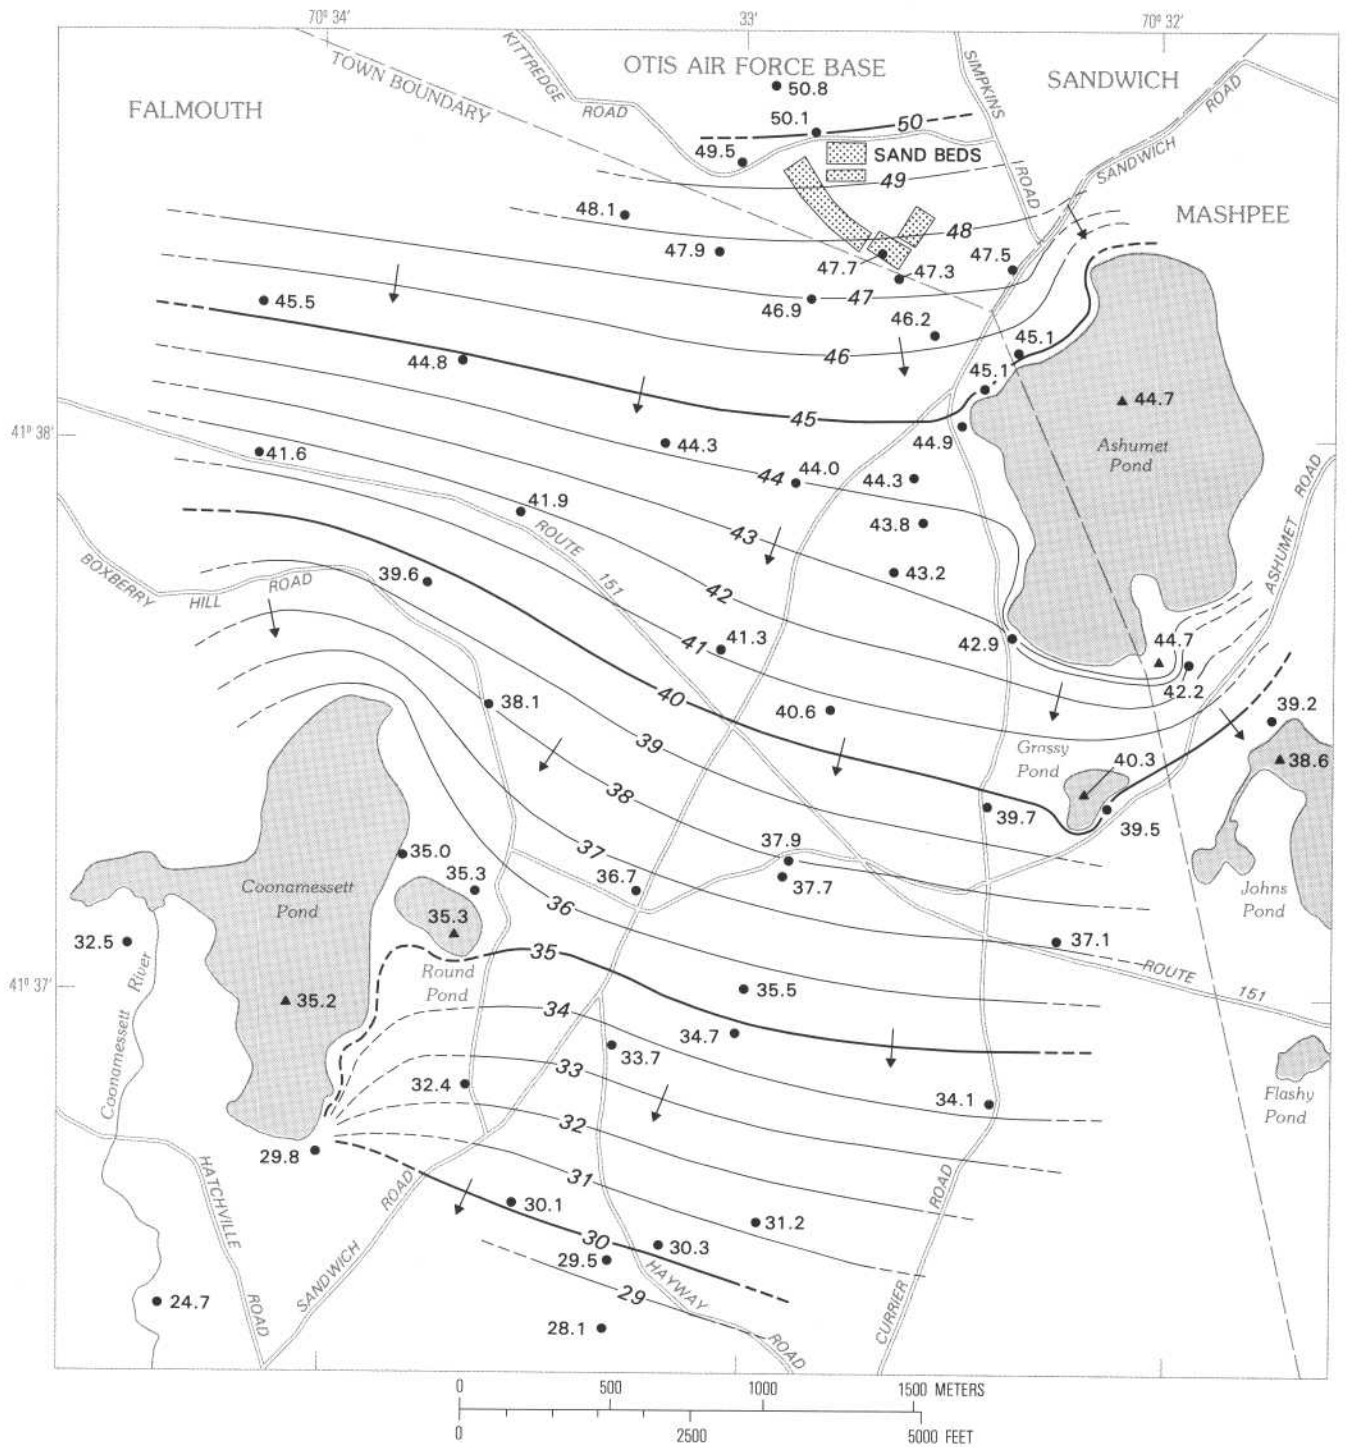 70º 34'
33'
70º 32'
OTIS AIR FORCE BASE
SANDWICH
FALMOUTH
TOWN BOUNDARY
KITTREDGE
ROAD
SIMPKINS
ROAD
SANDWICH
ROAD
MASHPEE
50.8
50.1
50
49.5
SAND BEDS
49
48.1
48
47.9
47.7
47.3
47.5
46.9
47
46.2
45.5
46
45.1
44.8
45.1
45
44.7
Ashumet
Pond
41º 38'
44.9
44.3
44
44.0
44.3
41.6
41.9
43
43.8
ROUTE
151
ASHUMET
ROAD
BOXBERRY
HILL
ROAD
39.6
43.2
42
41
41.3
42.9
44.7
42.2
40
38.1
40.6
39.2
39
Grassy
Pond
40.3
38.6
38
39.7
39.5
37
37.9
37.7
35.0
35.3
36.7
Coonamessett
Pond
35.3
36
Johns
Pond
32.5
35
37.1
Round
Pond
ROUTE
151
41º 37'
35.2
35.5
Coonamessett
River
34
34.7
33.7
33
32.4
34.1
Flashy
Pond
32
29.8
31
HATCHVILLE
ROAD
SANDWICH
ROAD
30.1
31.2
30
30.3
29.5
HAYWAY
ROAD
29
CURRIER
ROAD
24.7
28.1
0 500 1000 1500 METERS
0 2500 5000 FEET